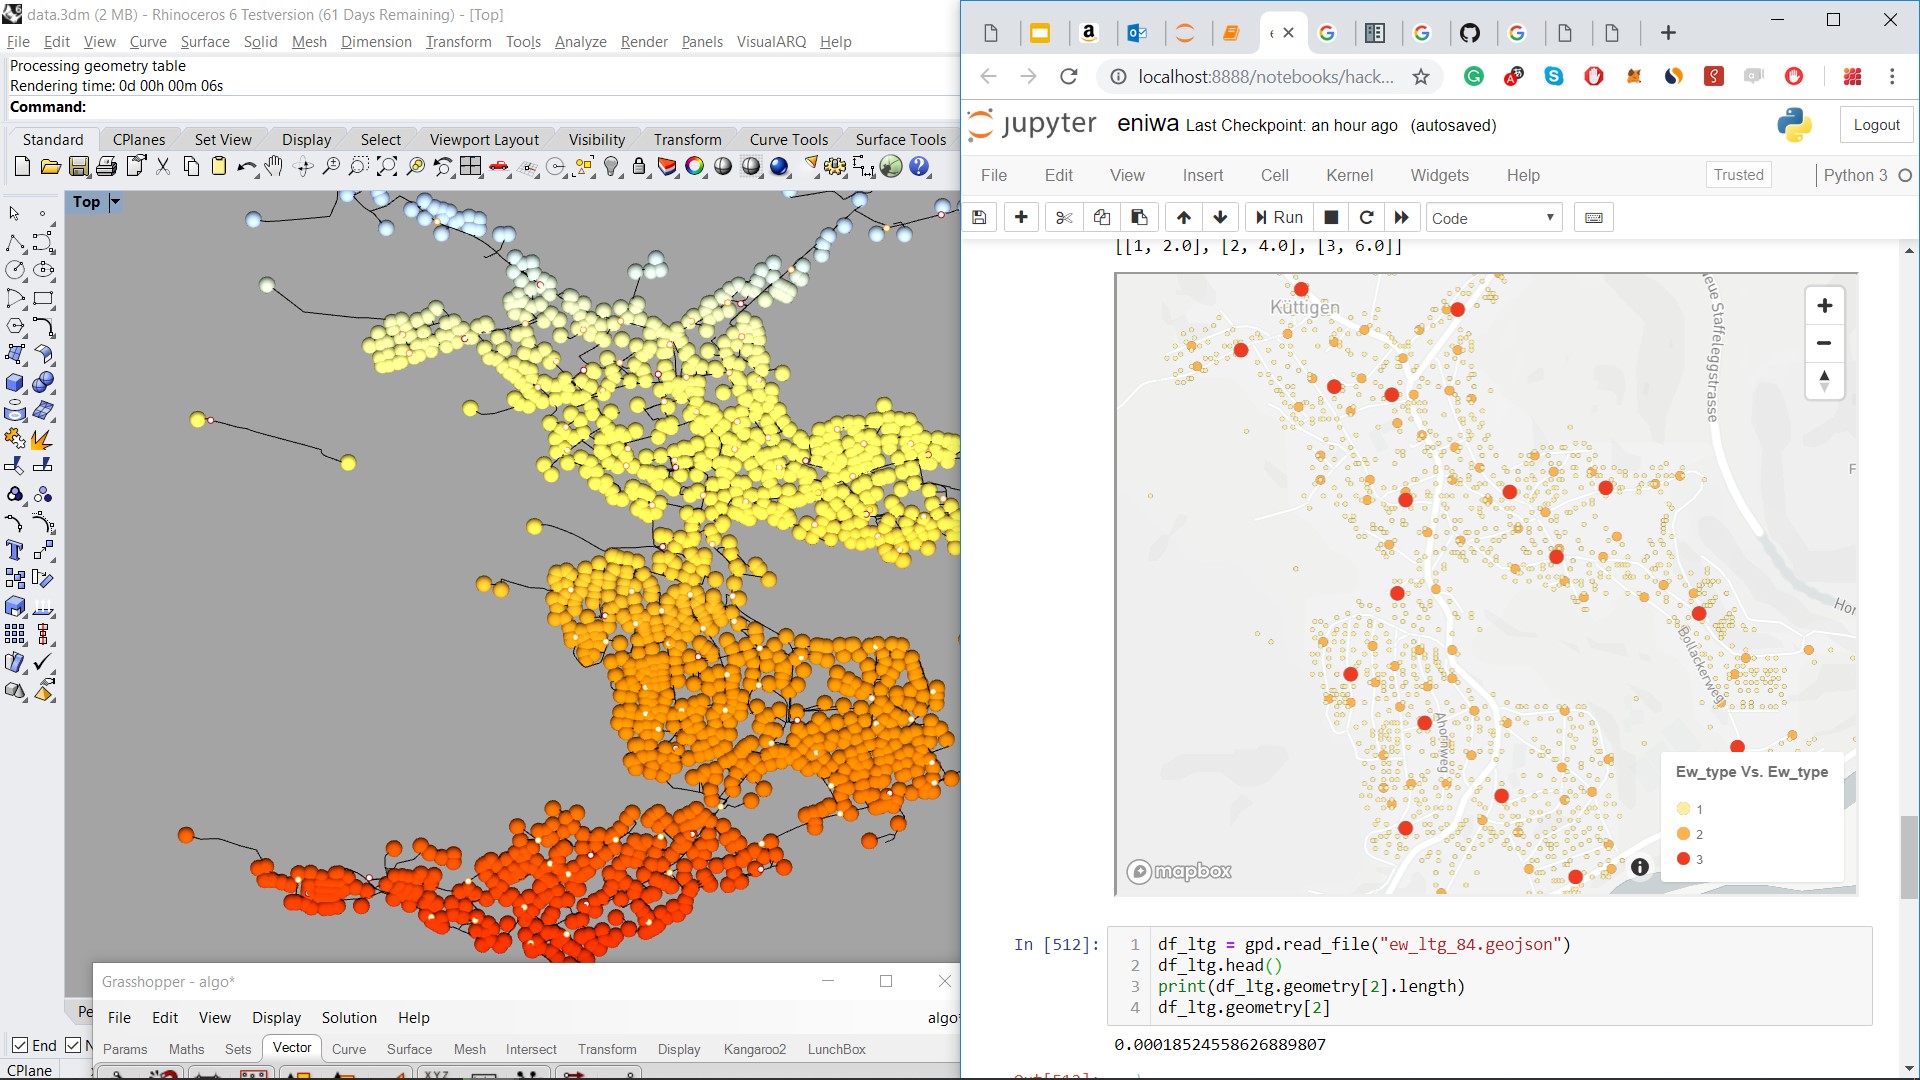 data.3dm (2 MB) - Rhinoceros 6 Testversion (61 Days Remaining) - [Top]
File Edit View Curve Surface Solid Mesh Dimension Transform Tools Analyze Render Panels VisualARQ Help
Processing geometry table
Rendering time: 0d 00h 00m 06s
Command:
Standard CPlanes Set View Display Select Viewport Layout Visibility Transform Curve Tools Surface Tools
Top
Pe
End
CPlane
Grasshopper - algo*
File Edit View Display Solution Help algo*
Params Maths Sets Vector Curve Surface Mesh Intersect Transform Display Kangaroo2 LunchBox
XYZ
localhost:8888/notebooks/hack...
jupyter eniwa Last Checkpoint: an hour ago (autosaved)
Logout
File Edit View Insert Cell Kernel Widgets Help
Trusted
Python 3
Run
Code
[[1, 2.0], [2, 4.0], [3, 6.0]]
Küttigen
eue Staffeleggstrasse
F
Hor
Bollackerweg
Ahornweg
mapbox
Ew_type Vs. Ew_type
1
2
3
In [512]:
1 df_ltg = gpd.read_file("ew_ltg_84.geojson")
2 df_ltg.head()
3 print(df_ltg.geometry[2].length)
4 df_ltg.geometry[2]
0.00018524558626889807